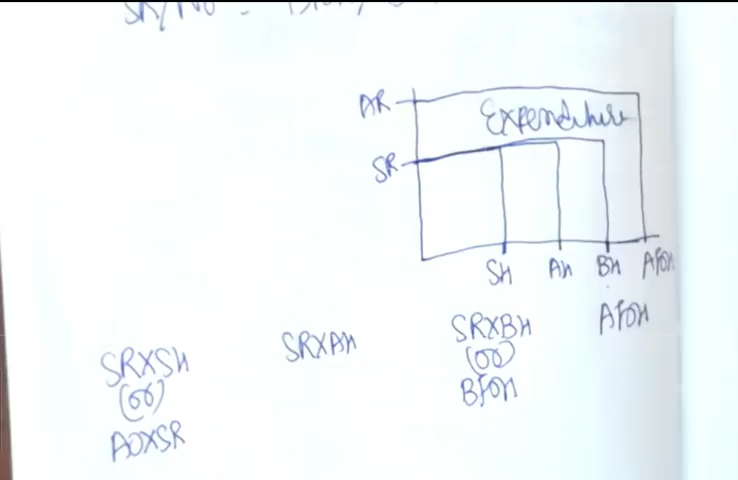 AR
Expenditure
SR
SH AH BH AFOH
AFOH
SRXSH SRXAH SRXBH
(or) (or)
AOXSR BFOH